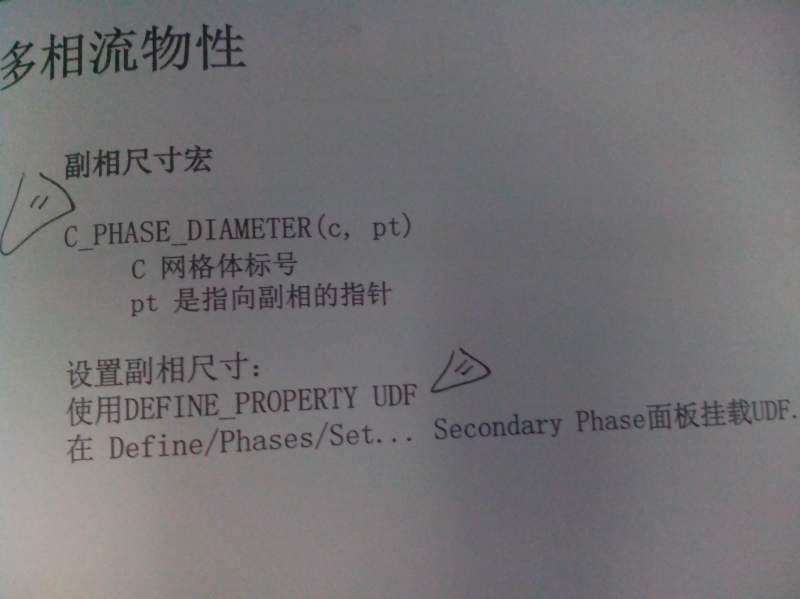 多相流物性
副相尺寸宏
C_PHASE_DIAMETER(c, pt)
C 网格体标号
pt 是指向副相的指针
设置副相尺寸:
使用DEFINE_PROPERTY UDF
在 Define/Phases/Set... Secondary Phase面板挂载UDF.